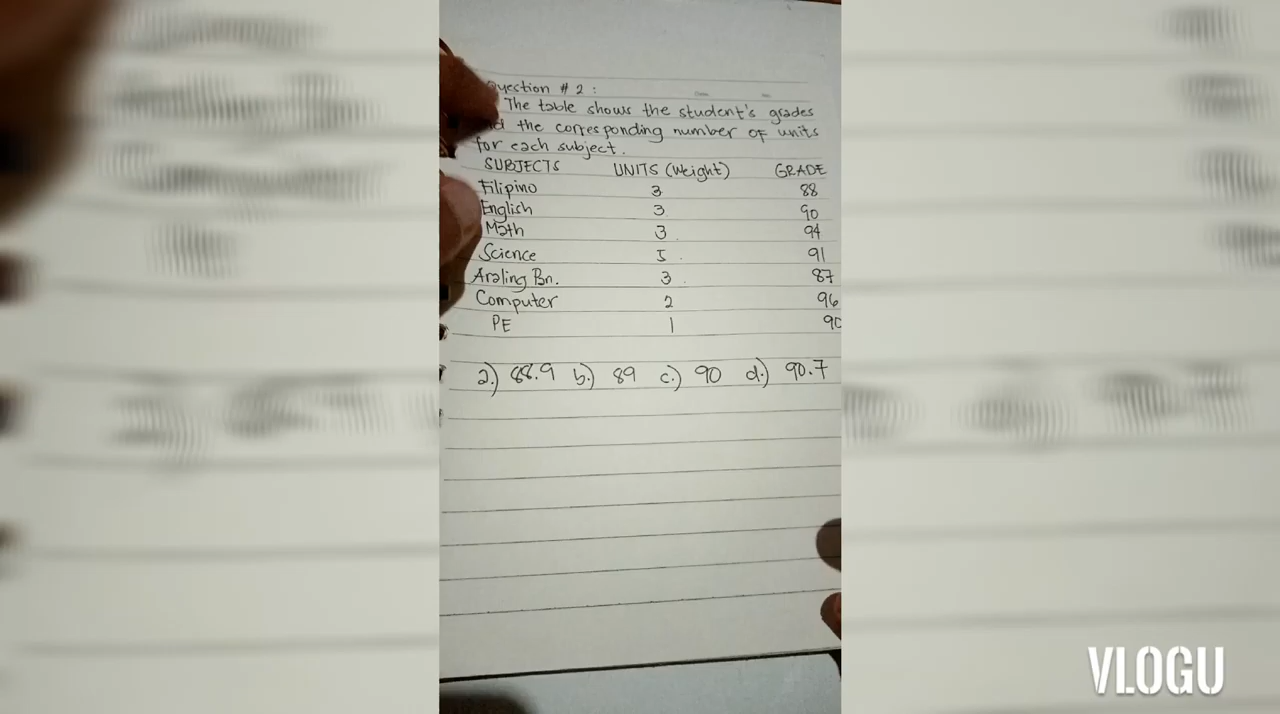 Question # 2 :
The table shows the student's grades
the corresponding number of units
for each subject.
SUBJECTS UNITS (Weight) GRADE
Filipino 3 88
English 3 90
Math 3 94
Science 5 91
Araling Pan. 3 87
Computer 2 96
PE 1 90
a.) 88.9 b.) 89 c.) 90 d.) 90.7
VLOGU